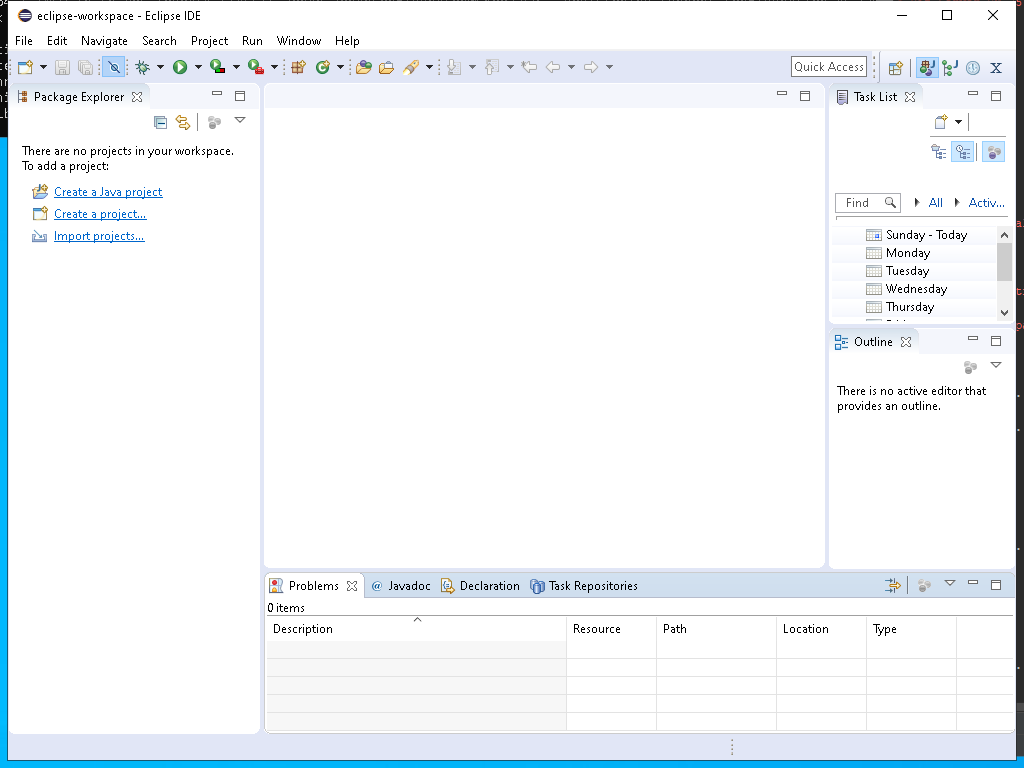 eclipse-workspace - Eclipse IDE
File Edit Navigate Search Project Run Window Help
Quick Access
Package Explorer
There are no projects in your workspace.
To add a project:
Create a Java project
Create a project...
Import projects...
Task List
Find All Activ...
Sunday - Today
Monday
Tuesday
Wednesday
Thursday
Outline
There is no active editor that
provides an outline.
Problems @ Javadoc Declaration Task Repositories
0 items
Description Resource Path Location Type